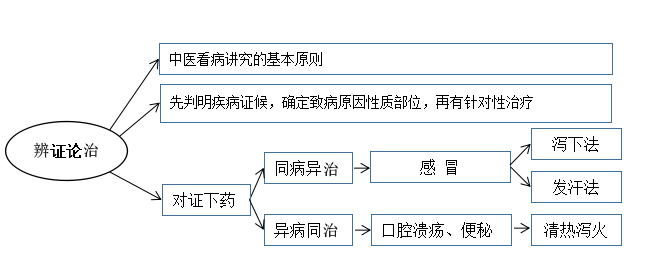 中医看病讲究的基本原则
先判明疾病证候，确定致病原因性质部位，再有针对性治疗
辨证论治
对证下药
同病异治
感 冒
泻下法
发汗法
异病同治
口腔溃疡、便秘
清热泻火